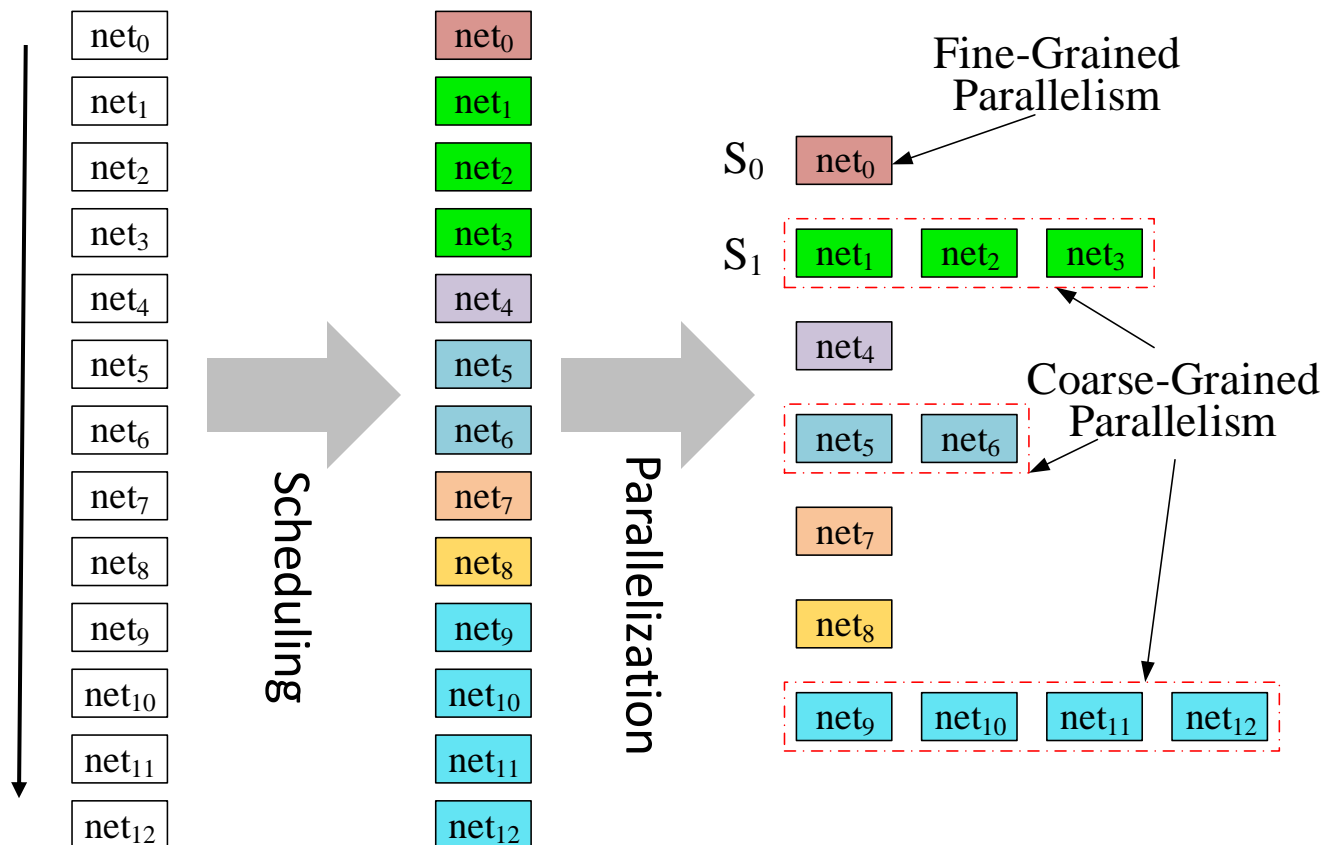 net0
net1
net2
net3
net4
net5
net6
net7
net8
net9
net10
net11
net12
Scheduling
net0
net1
net2
net3
net4
net5
net6
net7
net8
net9
net10
net11
net12
Parallelization
Fine-Grained
Parallelism
S0 net0
S1 net1 net2 net3
net4
Coarse-Grained
Parallelism
net5 net6
net7
net8
net9 net10 net11 net12